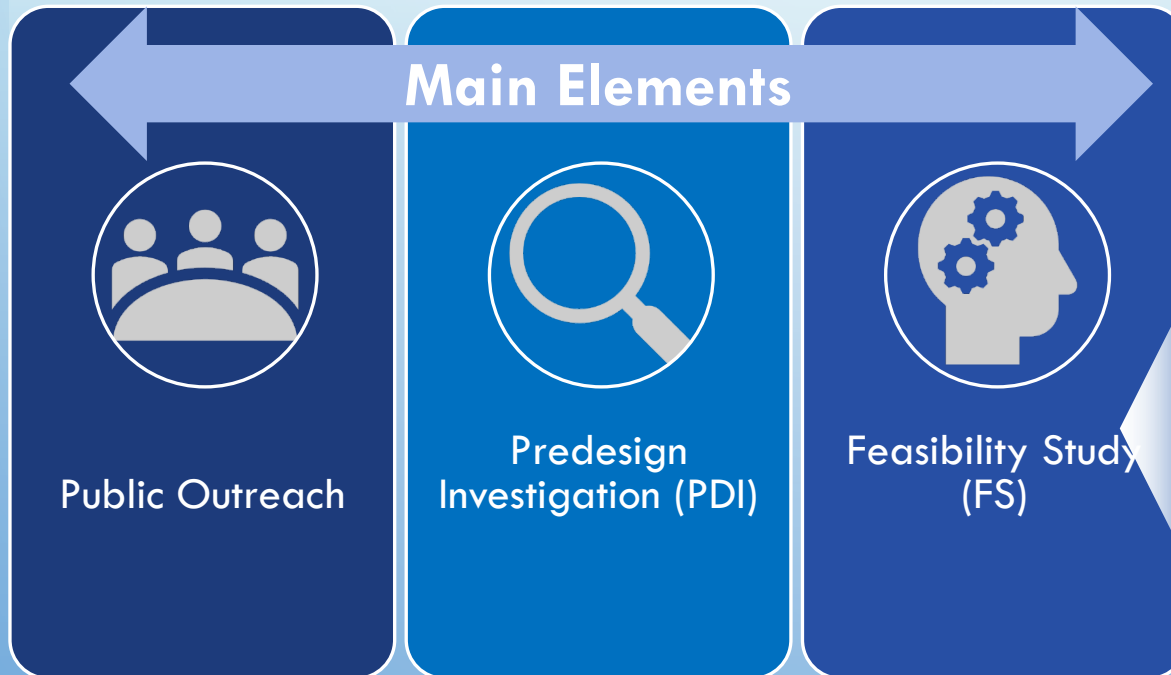 Main Elements
Public Outreach
Predesign
Investigation (PDI)
Feasibility Study
(FS)